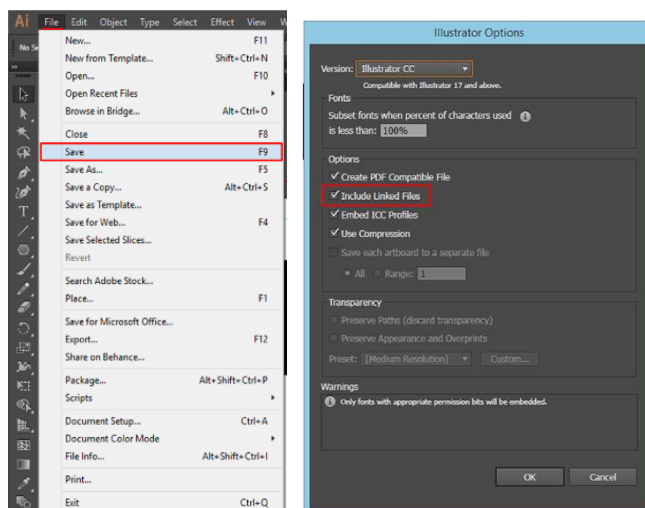 Ai File Edit Object Type Select Effect View W
No Se
New... F11
New from Template... Shift+Ctrl+N
Open... F10
Open Recent Files
Browse in Bridge... Alt+Ctrl+O
Close F8
Save F9
Save As... F5
Save a Copy... Alt+Ctrl+S
Save as Template...
Save for Web... F4
Save Selected Slices...
Revert
Search Adobe Stock...
Place... F1
Save for Microsoft Office...
Export... F12
Share on Behance...
Package... Alt+Shift+Ctrl+P
Scripts
Document Setup... Ctrl+A
Document Color Mode
File Info... Alt+Shift+Ctrl+I
Print...
Exit Ctrl+Q
Illustrator Options
Version: Illustrator CC
Compatible with Illustrator 17 and above.
Fonts
Subset fonts when percent of characters used
is less than: 100%
Options
Create PDF Compatible File
Include Linked Files
Embed ICC Profiles
Use Compression
Save each artboard to a separate file
All Range: 1
Transparency
Preserve Paths (discard transparency)
Preserve Appearance and Overprints
Preset: [Medium Resolution] Custom...
Warnings
Only fonts with appropriate permission bits will be embedded.
OK Cancel